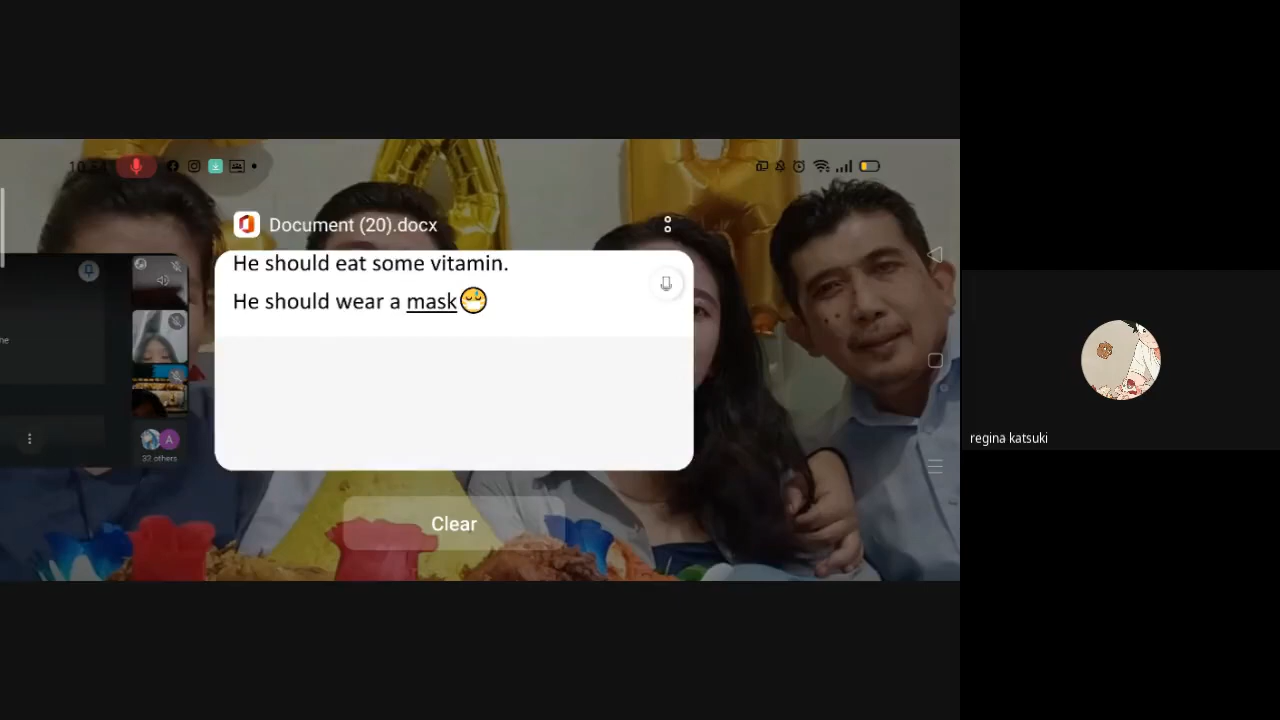 Document (20).docx
He should eat some vitamin.
He should wear a mask😷
A
32 others
Clear
regina katsuki